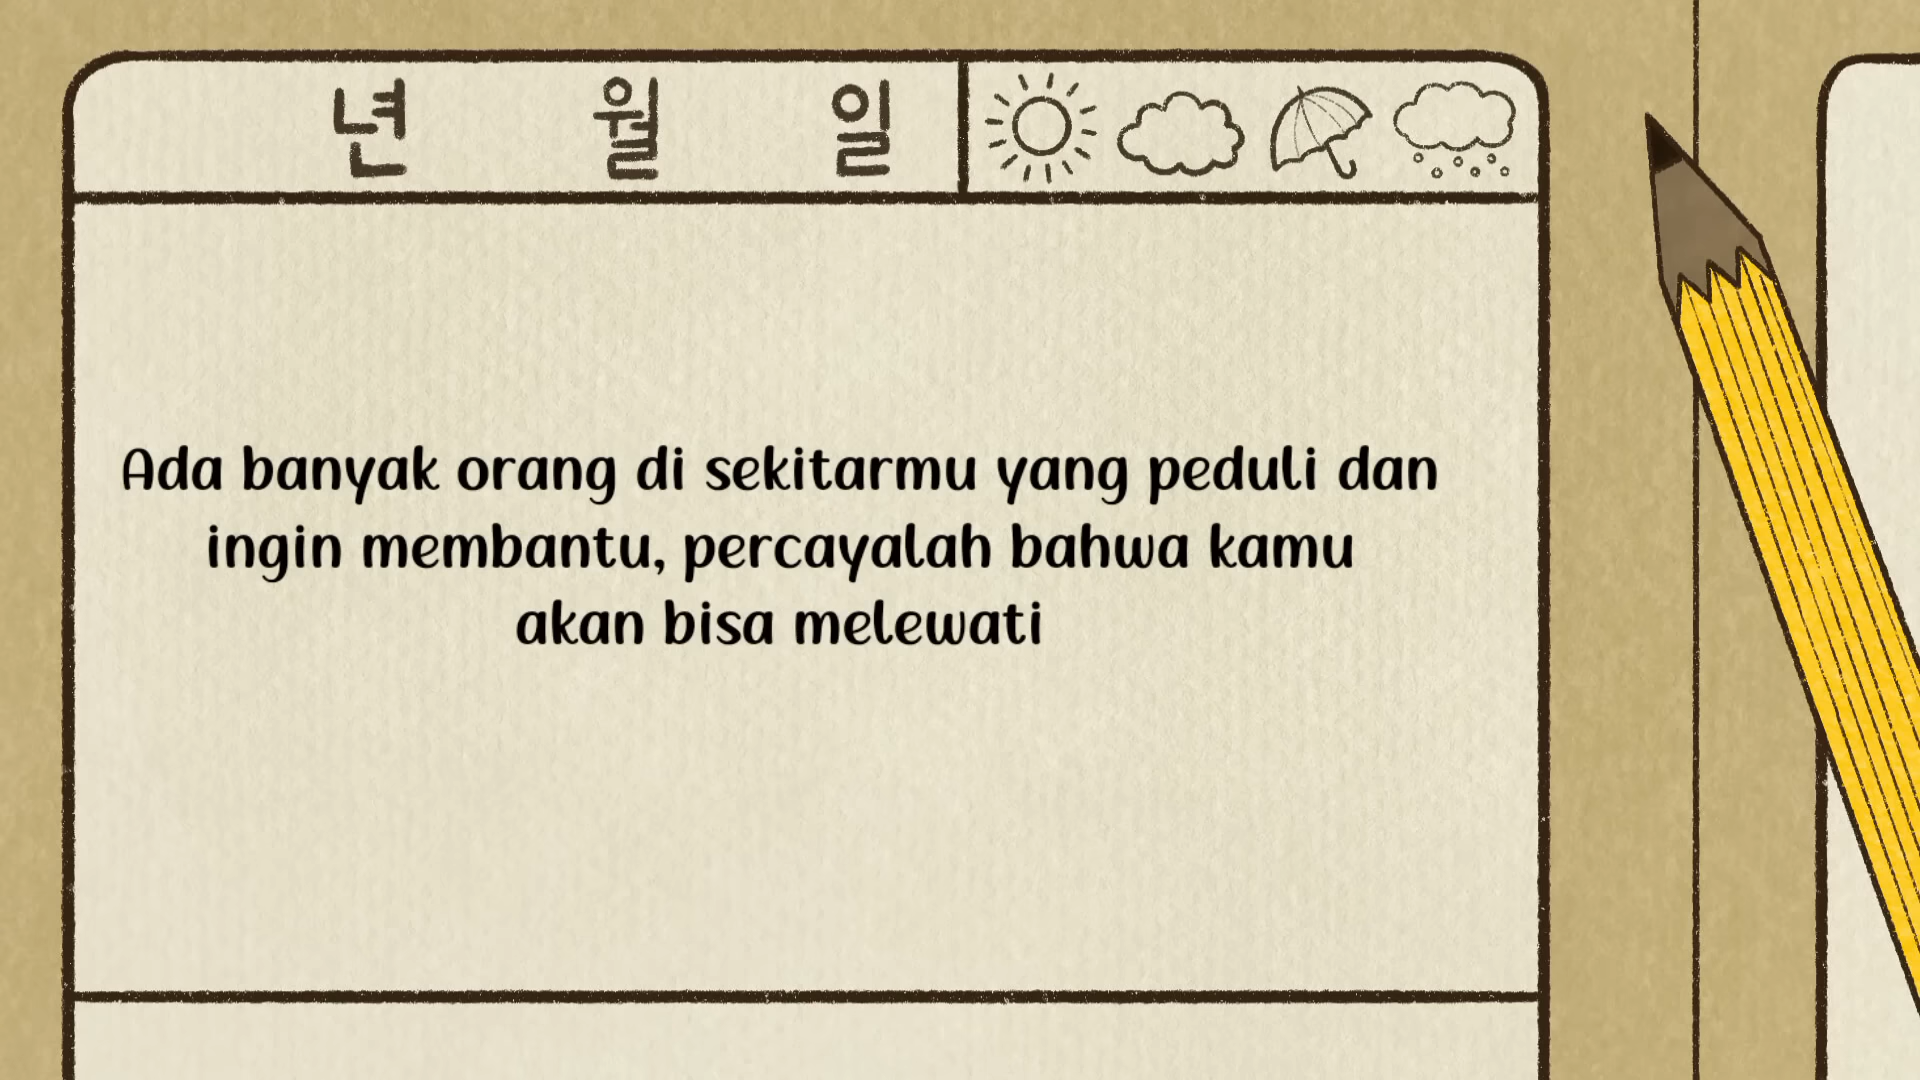 년 월 일
Ada banyak orang di sekitarmu yang peduli dan
ingin membantu, percayalah bahwa kamu
akan bisa melewati